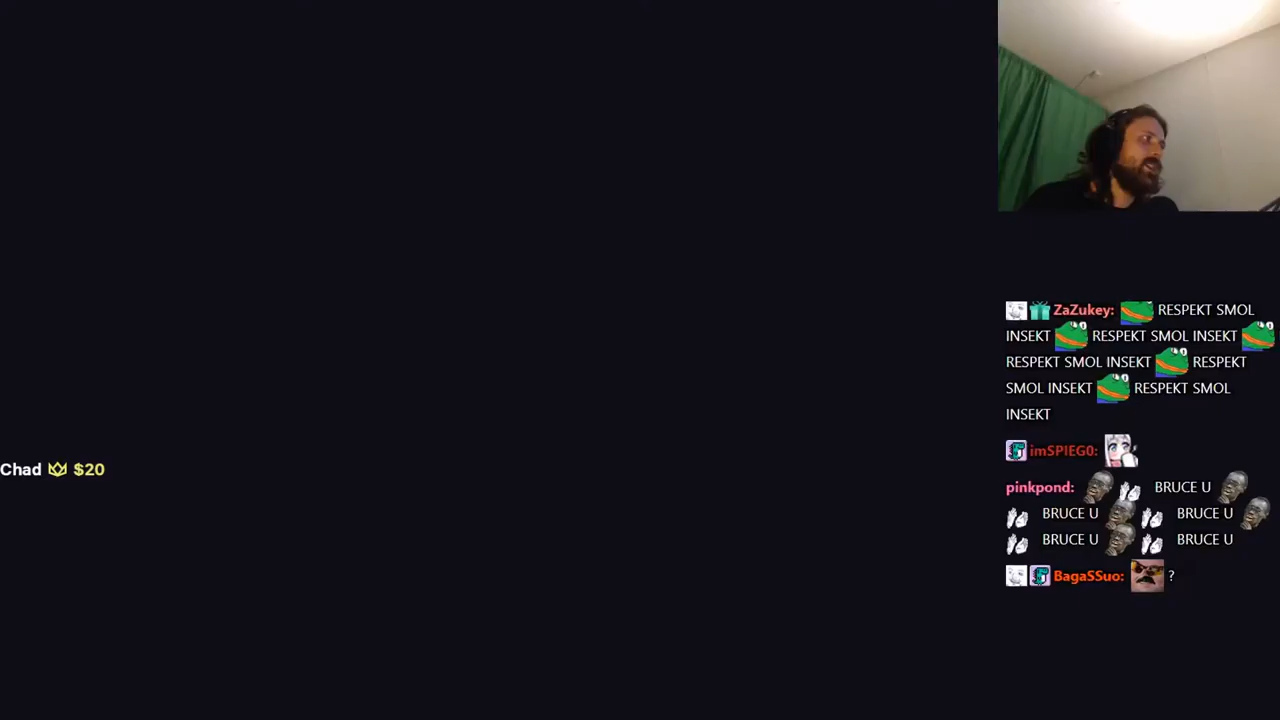 ZaZukey: RESPEKT SMOL
INSEKT RESPEKT SMOL INSEKT
RESPEKT SMOL INSEKT RESPEKT
SMOL INSEKT RESPEKT SMOL
INSEKT
imSPIEG0:
Chad $20
pinkpond: BRUCE U
BRUCE U BRUCE U
BRUCE U BRUCE U
BagaSSuo: ?